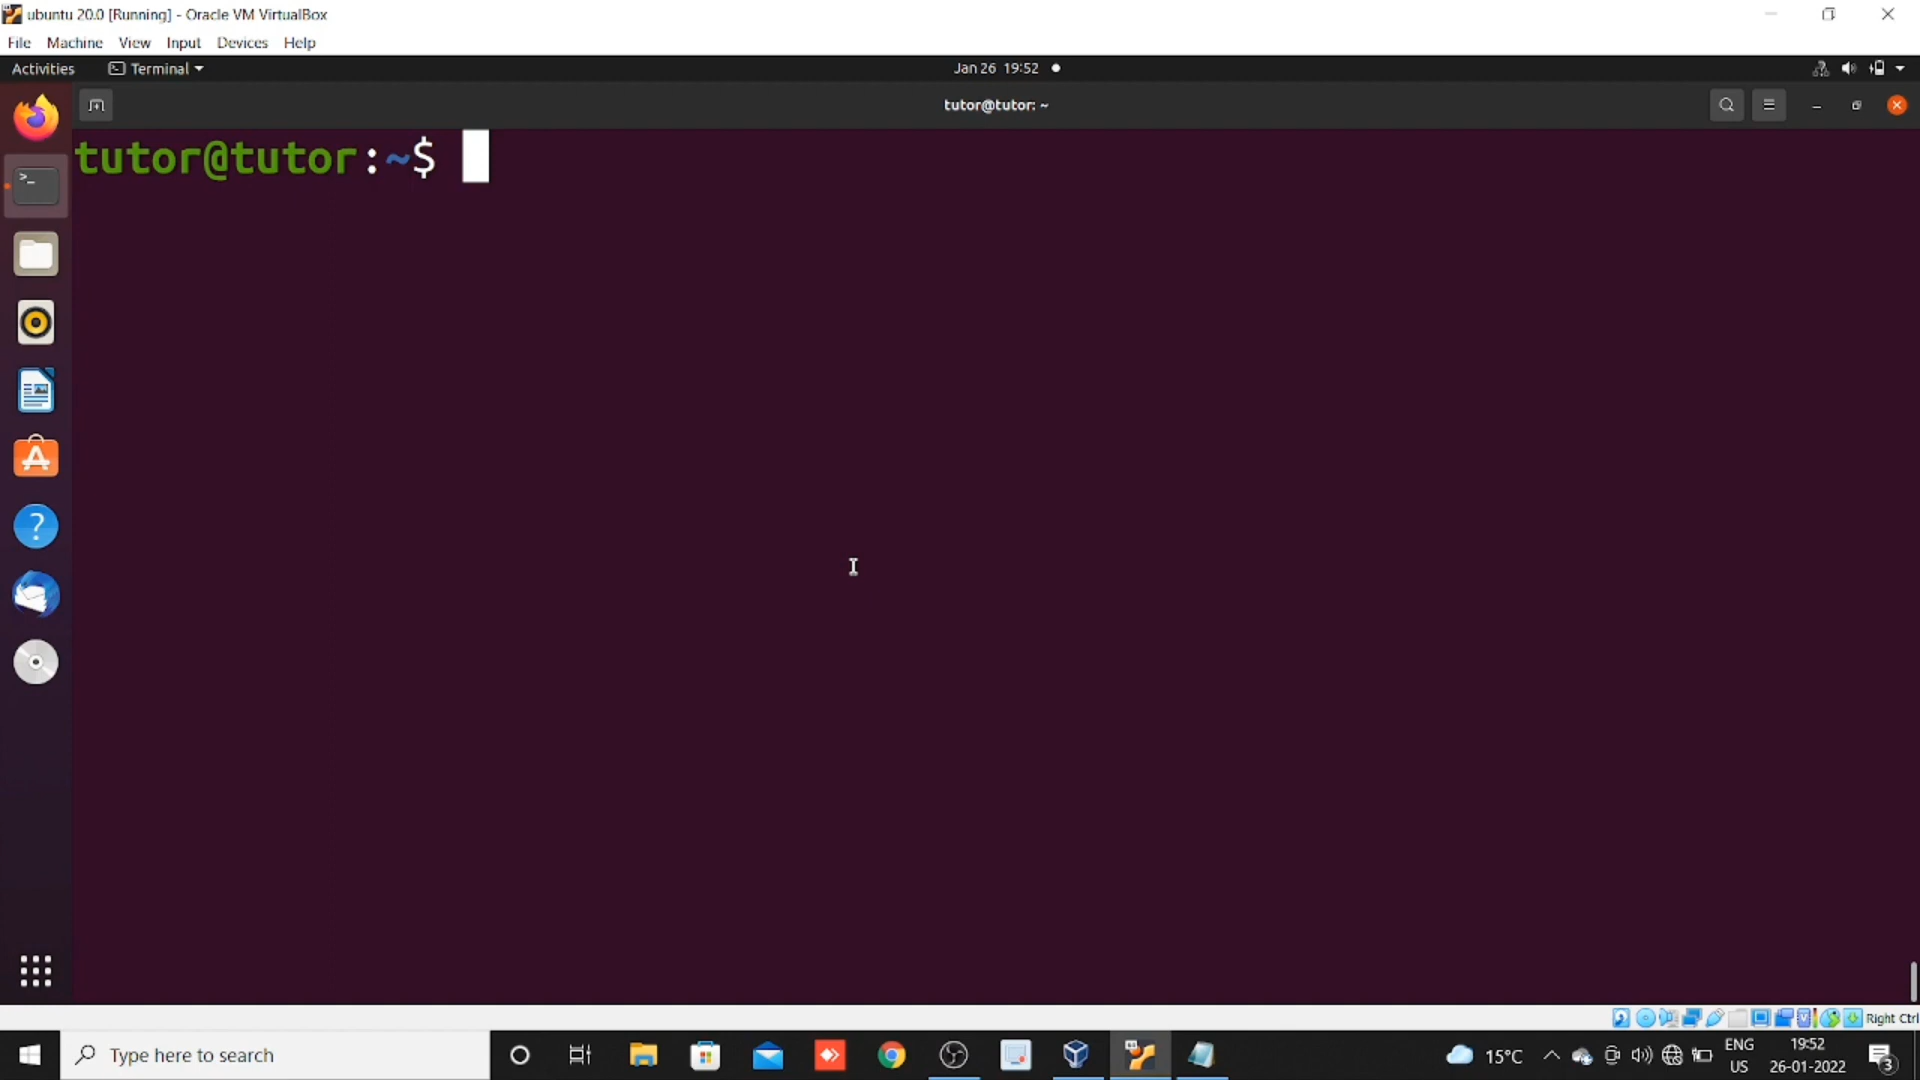 ubuntu 20.0 [Running] - Oracle VM VirtualBox
File Machine View Input Devices Help
Activities Terminal Jan 26 19:52
tutor@tutor: ~
tutor@tutor:~$
Right Ctrl
Type here to search 15°C ENG 19:52
US 26-01-2022 3